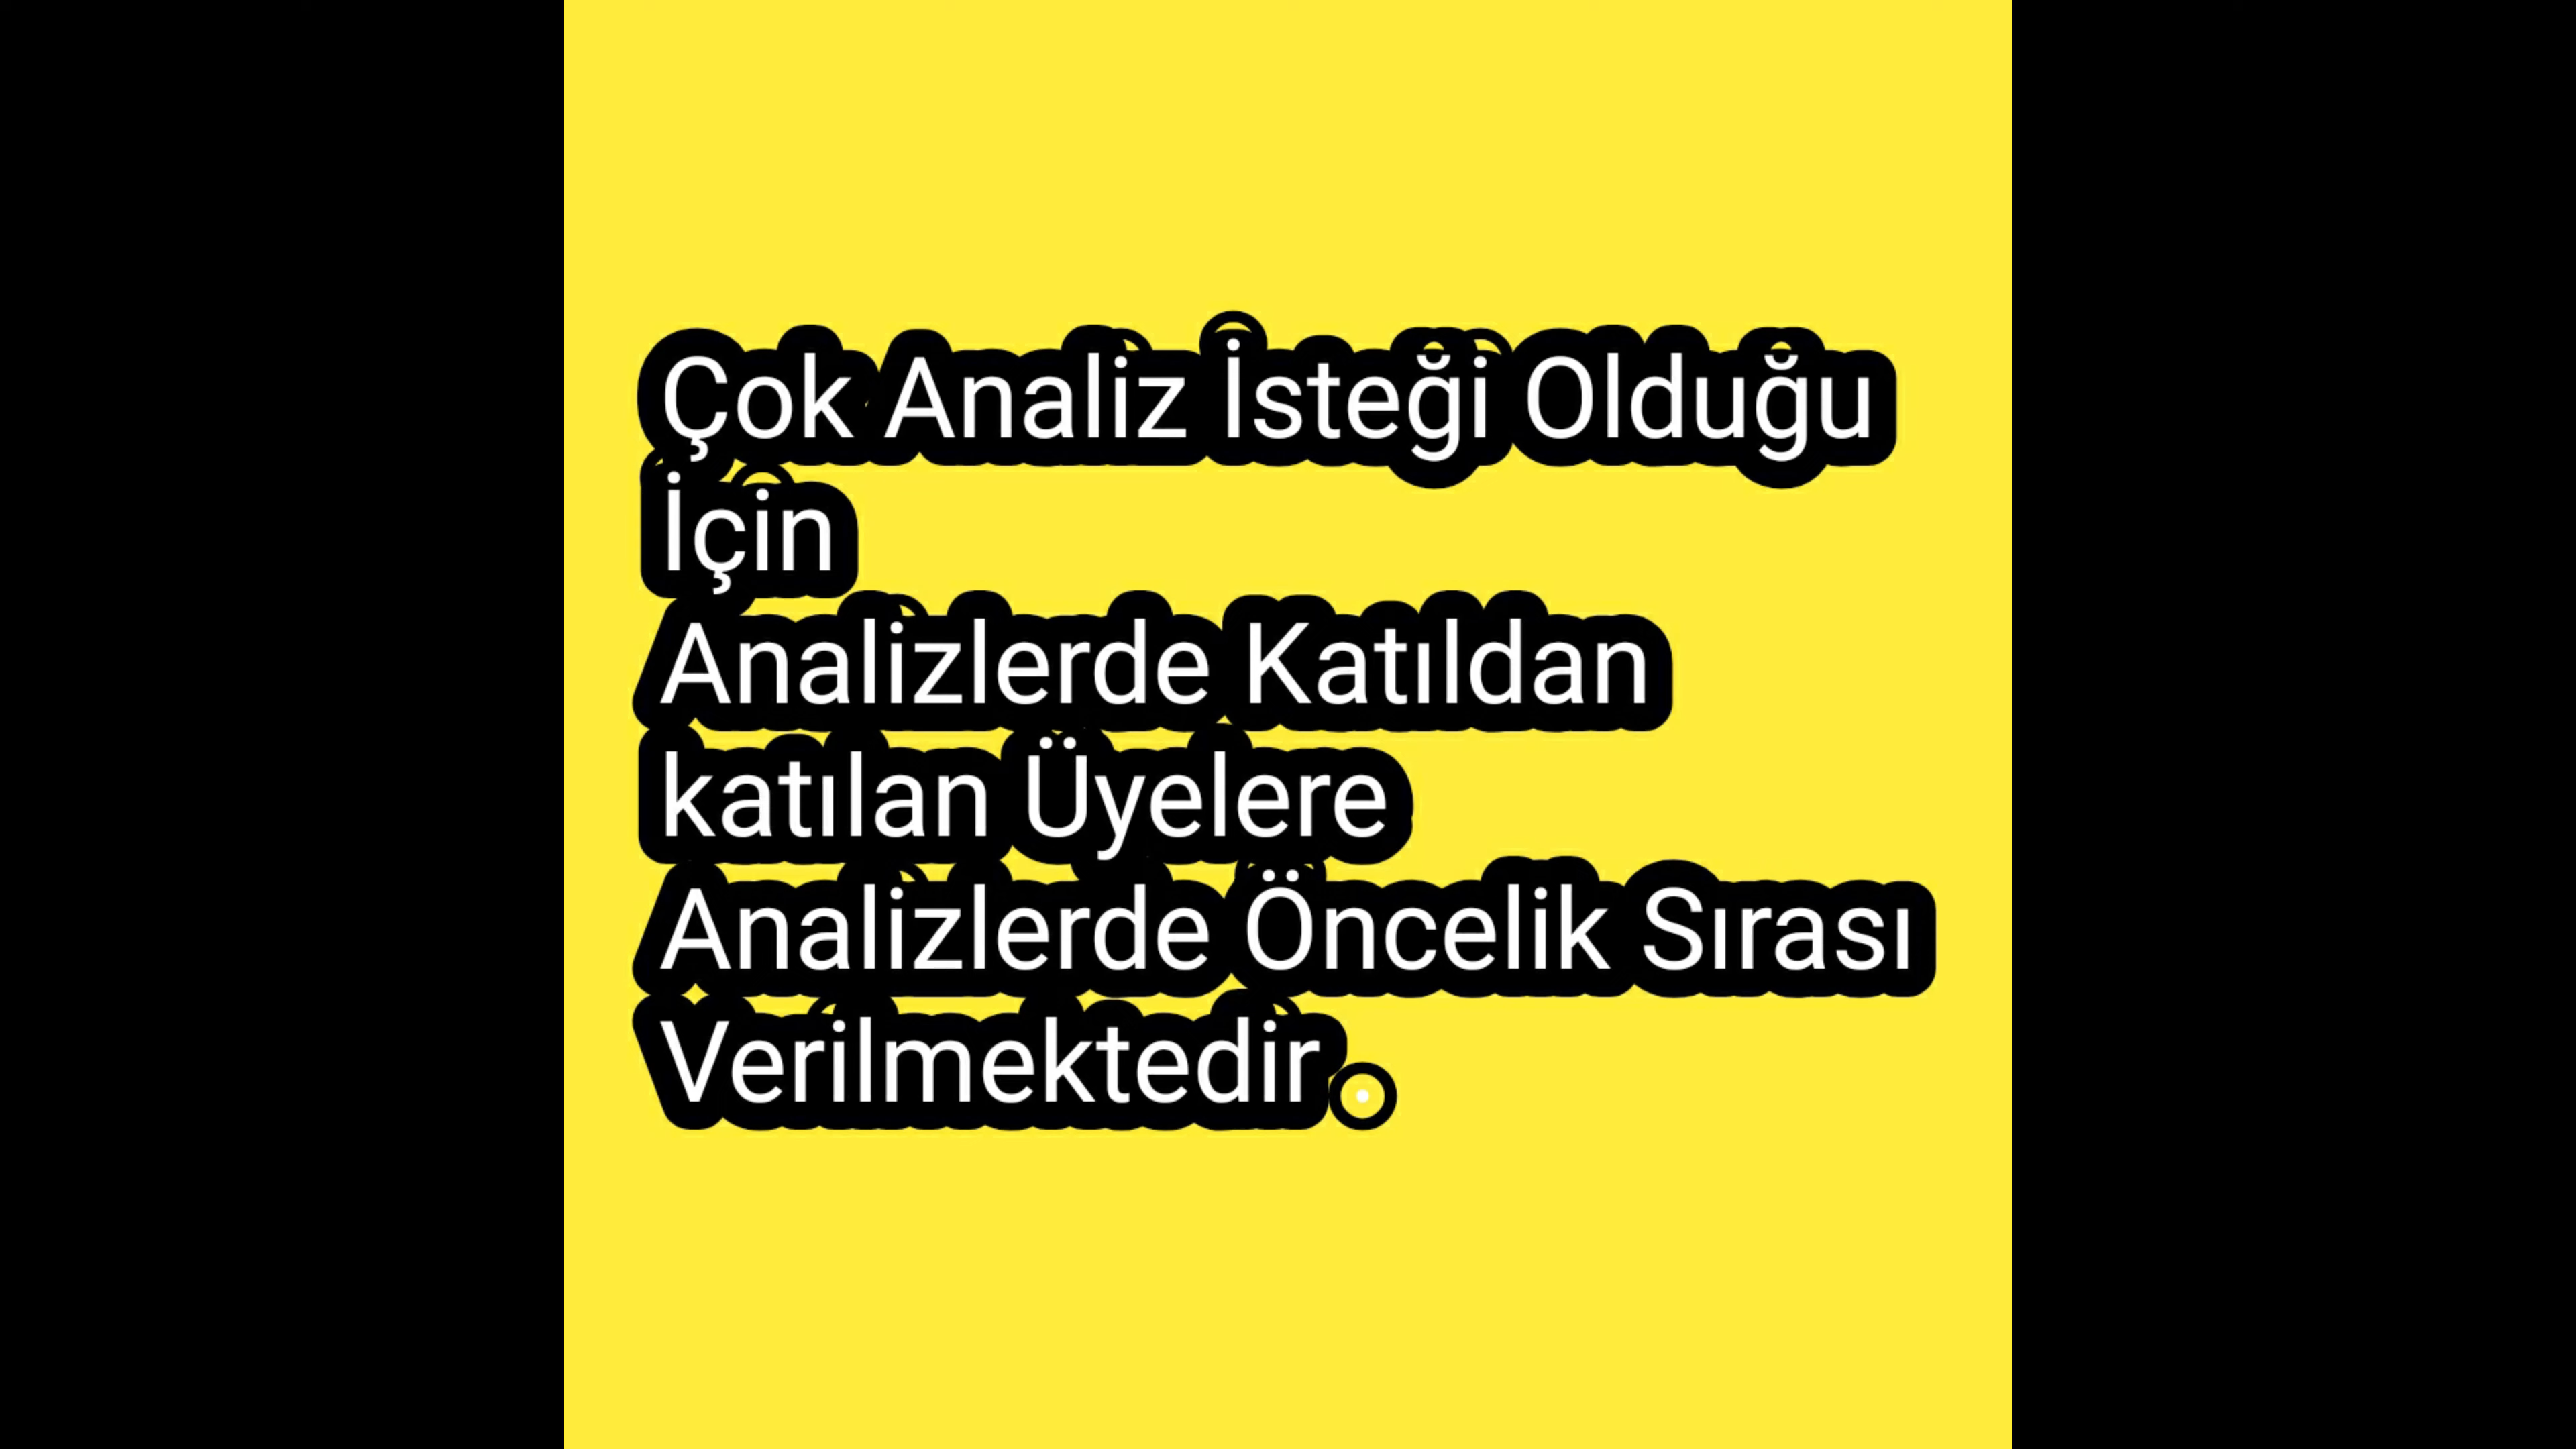 Çok Analiz İsteği Olduğu
İçin
Analizlerde Katıldan
katılan Üyelere
Analizlerde Öncelik Sırası
Verilmektedir.